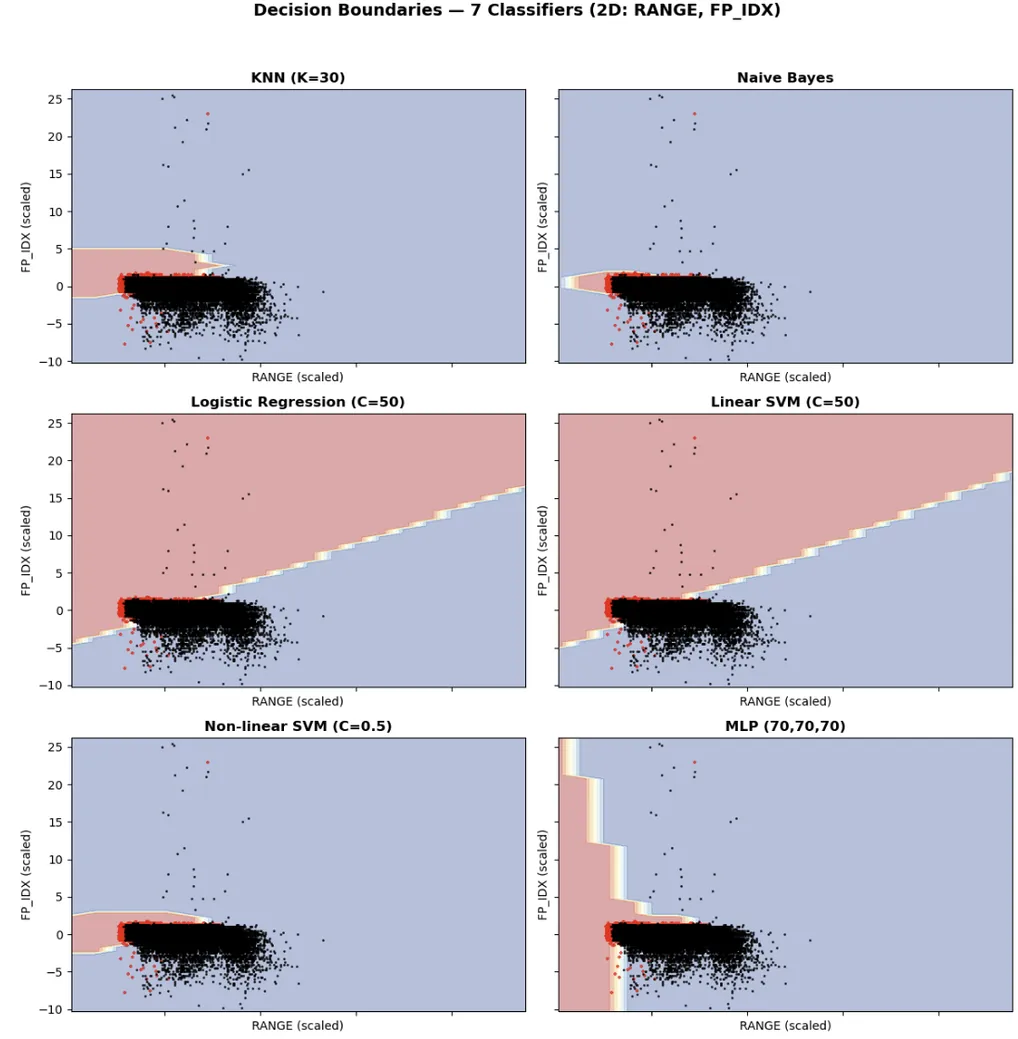 Decision Boundaries — 7 Classifiers (2D: RANGE, FP_IDX)
KNN (K=30)
Naive Bayes
FP_IDX (scaled)
25
20
15
10
5
0
−5
−10
RANGE (scaled)
FP_IDX (scaled)
RANGE (scaled)
Logistic Regression (C=50)
Linear SVM (C=50)
FP_IDX (scaled)
25
20
15
10
5
0
−5
−10
RANGE (scaled)
FP_IDX (scaled)
RANGE (scaled)
Non-linear SVM (C=0.5)
MLP (70,70,70)
FP_IDX (scaled)
25
20
15
10
5
0
−5
−10
RANGE (scaled)
FP_IDX (scaled)
RANGE (scaled)